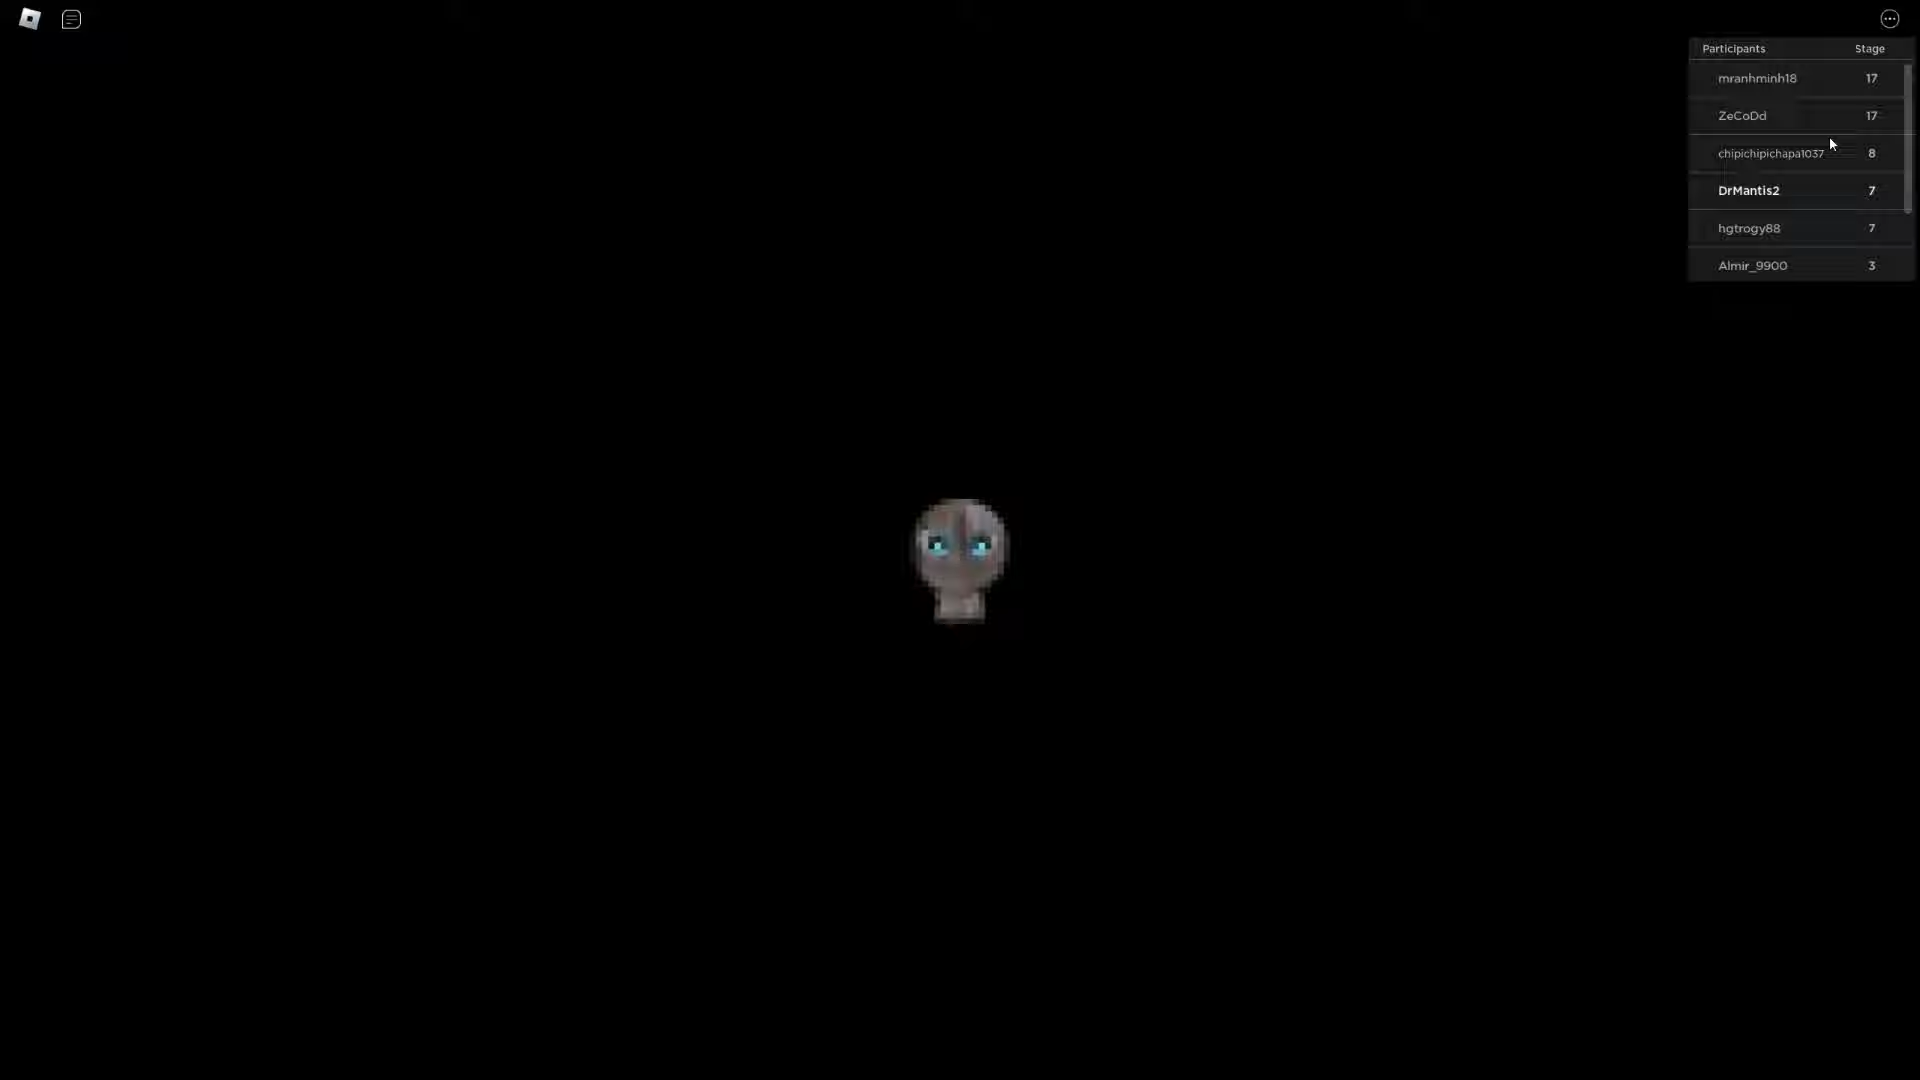 Participants Stage
mranhminh18 17
ZeCoDd 17
chipichipichapa1037 8
DrMantis2 7
hgtrogy88 7
Almir_9900 3